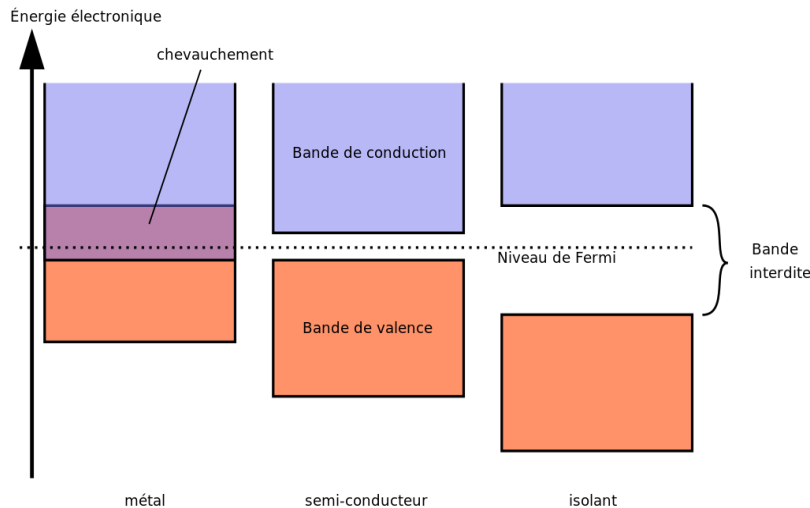 Énergie électronique
chevauchement
Bande de conduction
Niveau de Fermi
Bande
interdite
Bande de valence
métal
semi-conducteur
isolant